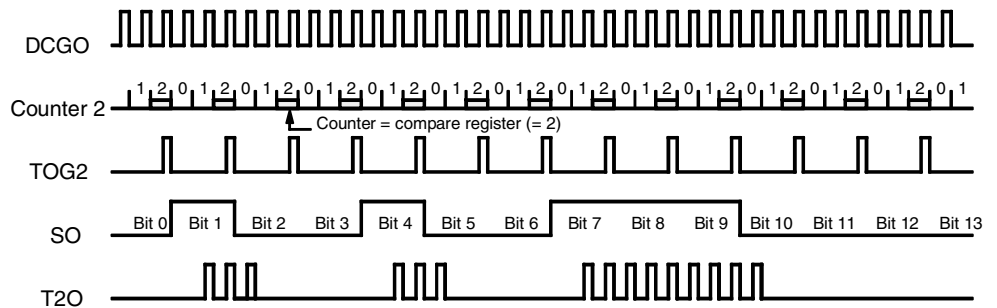 DCGO
1 2 0 1 2 0 1 2 0 1 2 0 1 2 0 1 2 0 1 2 0 1 2 0 1 2 0 1 2 0 1 2 0 1 2 0 1 2 0 1
Counter 2
Counter = compare register (= 2)
TOG2
Bit 0 Bit 1 Bit 2 Bit 3 Bit 4 Bit 5 Bit 6 Bit 7 Bit 8 Bit 9 Bit 10 Bit 11 Bit 12 Bit 13
SO
T2O